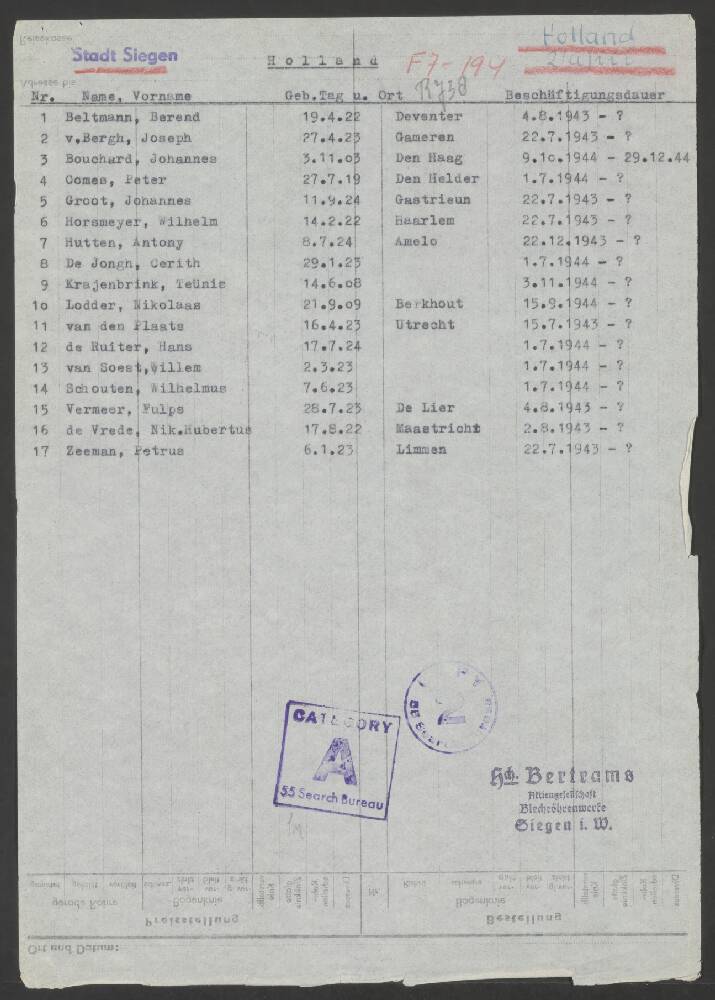 Stadt Siegen
Holland
F7-194
Holland
R738
Nr. Name, Vorname Geb.Tag u. Ort Beschäftigungsdauer
1 Beltmann, Berend 19.4.22 Deventer 4.8.1943 - ?
2 v.Bergh, Joseph 27.4.23 Gameren 22.7.1943 - ?
3 Bouchard, Johannes 3.11.03 Den Haag 9.10.1944 - 29.12.44
4 Comes, Peter 27.7.19 Den Helder 1.7.1944 - ?
5 Groot, Johannes 11.9.24 Gastrieun 22.7.1943 - ?
6 Horsmeyer, Wilhelm 14.2.22 Haarlem 22.7.1943 - ?
7 Hutten, Antony 8.7.24 Amelo 22.12.1943 - ?
8 De Jongh, Cerith 29.1.23 1.7.1944 - ?
9 Krajenbrink, Teünis 14.6.08 3.11.1944 - ?
10 Lodder, Nikolaas 21.9.09 Berkhout 15.9.1944 - ?
11 van den Plaats 16.4.23 Utrecht 15.7.1943 - ?
12 de Ruiter, Hans 17.7.24 1.7.1944 - ?
13 van Soest,Willem 2.3.23 1.7.1944 - ?
14 Schouten, Wilhelmus 7.6.23 1.7.1944 - ?
15 Vermeer, Fulps 28.7.23 De Lier 4.8.1943 - ?
16 de Vrede, Nik.Hubertus 17.8.22 Maastricht 2.8.1943 - ?
17 Zeeman, Petrus 6.1.23 Limmen 22.7.1943 - ?
2
CATEGORY
A
SS Search Bureau
Hch. Bertrams
Aktiengesellschaft
Blechröhrenwerke
Siegen i. W.
Preisstellung Bestellung
Ort und Datum: